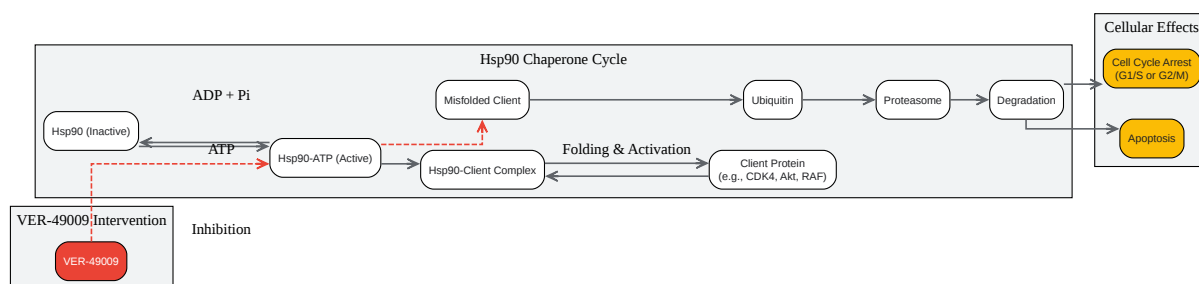 Cellular Effects
Cell Cycle Arrest
(G1/S or G2/M)
Apoptosis
Hsp90 Chaperone Cycle
ADP + Pi
Misfolded Client
Ubiquitin
Proteasome
Degradation
Hsp90 (Inactive)
ATP
Hsp90-ATP (Active)
Hsp90-Client Complex
Folding & Activation
Client Protein
(e.g., CDK4, Akt, RAF)
VER-49009 Intervention
Inhibition
VER-49009